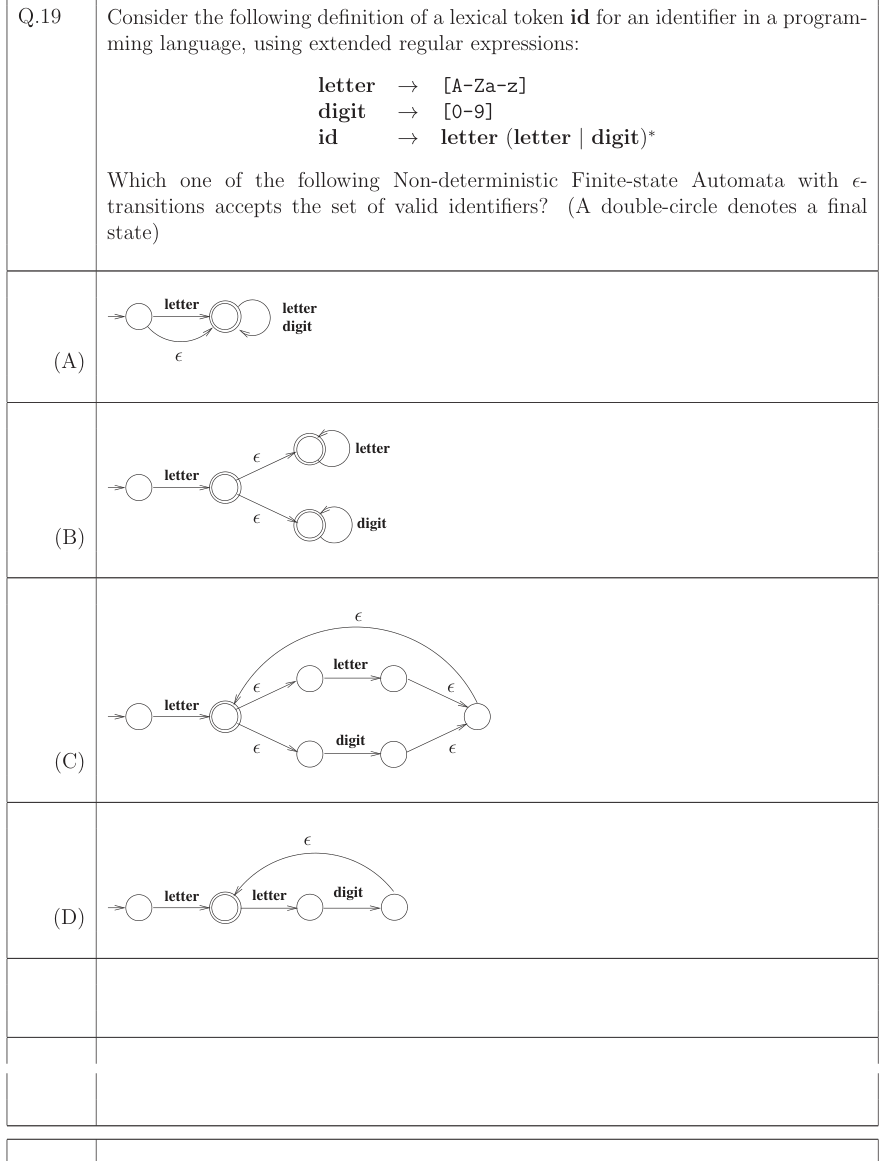 Q.19
Consider the following definition of a lexical token id for an identifier in a program-
ming language, using extended regular expressions:
letter → [A-Za-z]
digit → [0-9]
id → letter (letter | digit)*
Which one of the following Non-deterministic Finite-state Automata with ϵ-
transitions accepts the set of valid identifiers? (A double-circle denotes a final
state)
(A)
letter
letter
digit
ϵ
(B)
letter
ϵ
letter
ϵ
digit
(C)
ϵ
letter
ϵ
letter
ϵ
ϵ
digit
ϵ
(D)
ϵ
letter
letter
digit